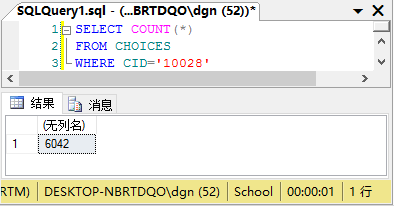 SQLQuery1.sql - (...BRTDQO\dgn (52))*
1 SELECT COUNT(*)
2 FROM CHOICES
3 WHERE CID='10028'
结果 消息
(无列名)
1 6042
RTM) DESKTOP-NBRTDQO\dgn (52) School 00:00:01 1 行